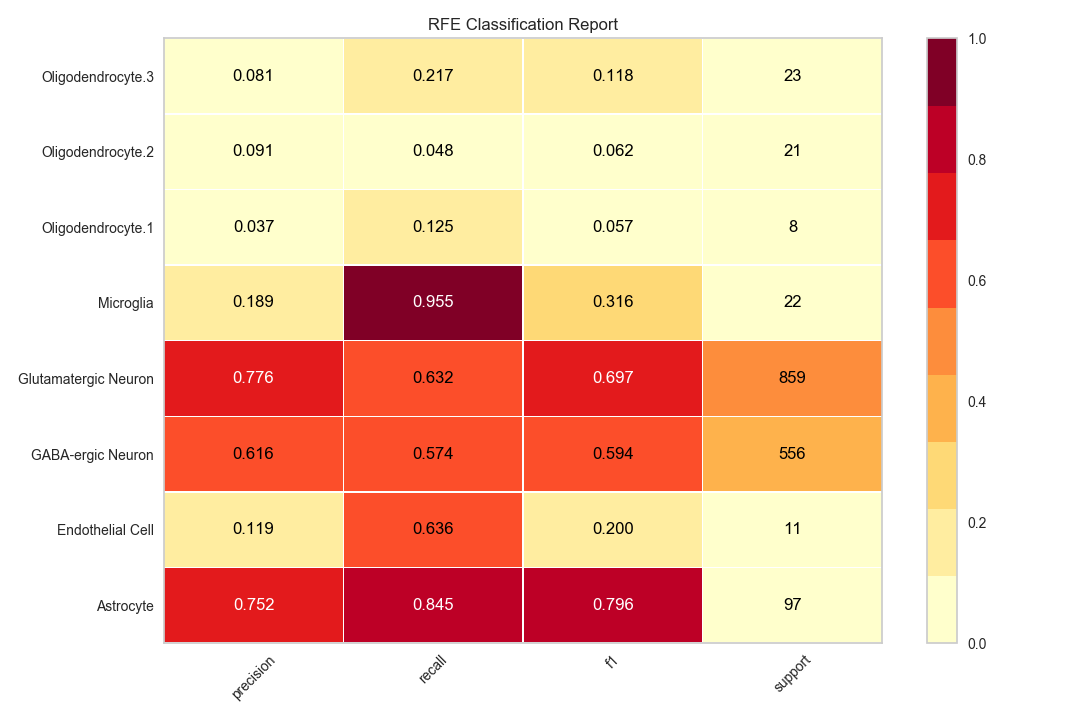 RFE Classification Report
Oligodendrocyte.3 0.081 0.217 0.118 23
Oligodendrocyte.2 0.091 0.048 0.062 21
Oligodendrocyte.1 0.037 0.125 0.057 8
Microglia 0.189 0.955 0.316 22
Glutamatergic Neuron 0.776 0.632 0.697 859
GABA-ergic Neuron 0.616 0.574 0.594 556
Endothelial Cell 0.119 0.636 0.200 11
Astrocyte 0.752 0.845 0.796 97
precision recall f1 support
1.0
0.8
0.6
0.4
0.2
0.0